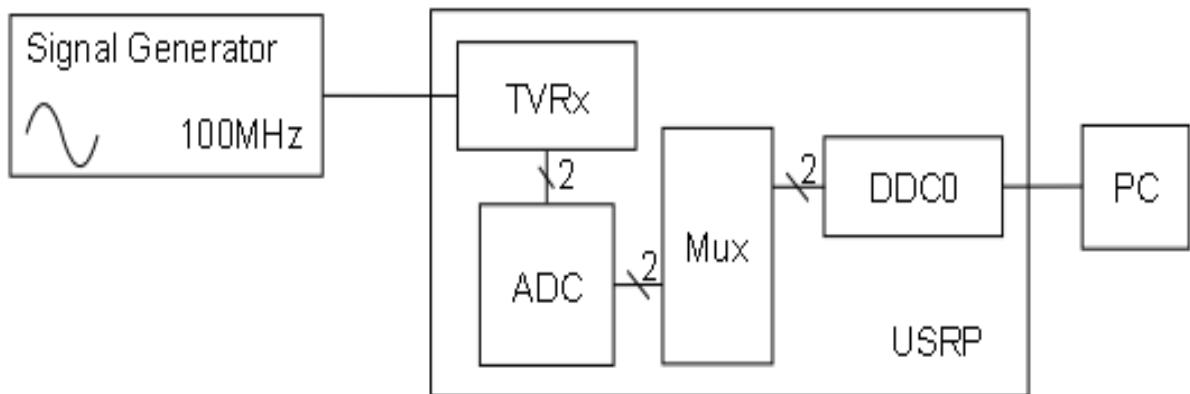 Signal Generator
100MHz
TVRx
2
ADC
2
Mux
2
DDC0
USRP
PC